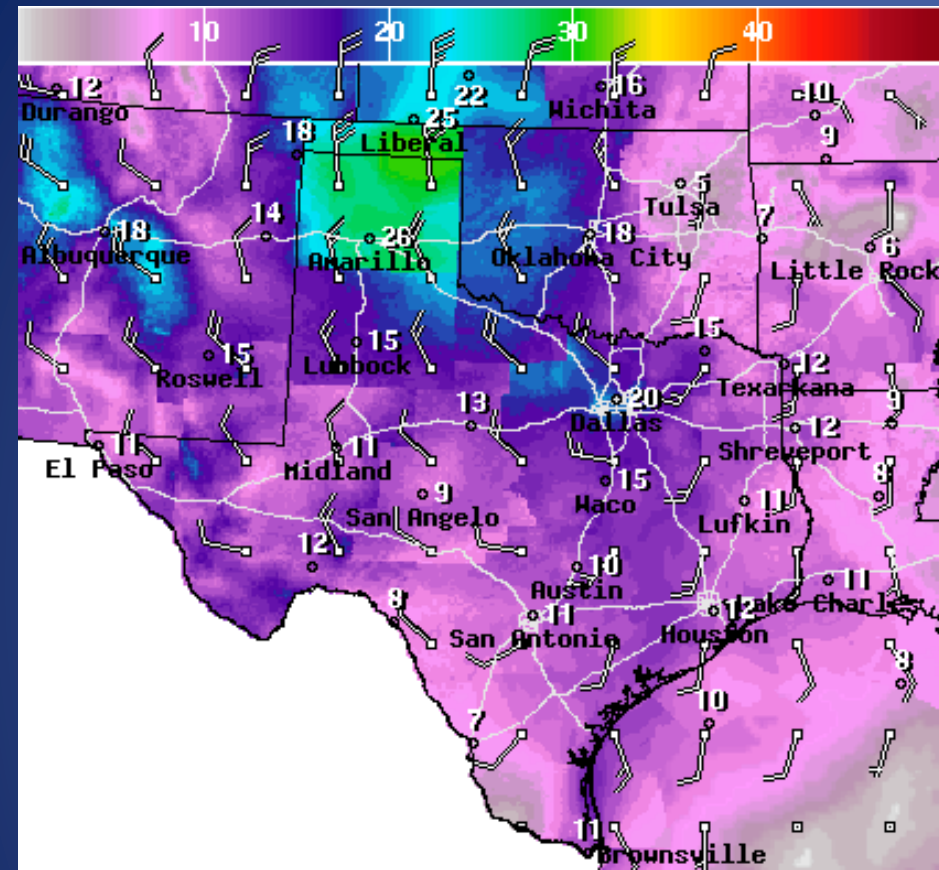 10 20 30 40
12 16 10
Durango 22 Wichita
25 9
18 Liberal
5
Tulsa
18 14 26 18 7 6
Albuquerque Amarillo Oklahoma City Little Rock
15 15 15
Roswell Lubbock 12
Texarkana
13 20 9
Dallas 12
11 11 Shreveport
El Paso Midland
9 15 11 8
San Angelo Waco Lufkin
12 10 11
Austin
8 11 12 Lake Charles
San Antonio Houston
8
7 10
11
Brownsville